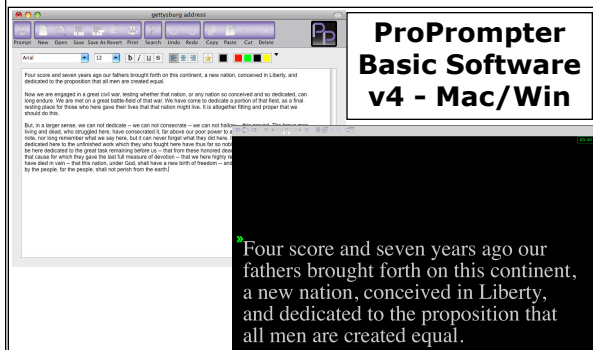 gettysburg address
ProPrompter
Basic Software
v4 - Mac/Win
PP
Prompt New Open Save Save As Revert Print Search Undo Redo Copy Paste Cut Delete
Arial 12 b / U S
Four score and seven years ago our fathers brought forth on this continent, a new nation, conceived in Liberty, and
dedicated to the proposition that all men are created equal.
Now we are engaged in a great civil war, testing whether that nation, or any nation so conceived and so dedicated, can
long endure. We are met on a great battle-field of that war. We have come to dedicate a portion of that field, as a final
resting place for those who here gave their lives that that nation might live. It is altogether fitting and proper that we
should do this.
But, in a larger sense, we can not dedicate -- we can not consecrate -- we can not hallow -- this ground. The brave men,
living and dead, who struggled here, have consecrated it, far above our poor power to a
note, nor long remember what we say here, but it can never forget what they did here.
dedicated here to the unfinished work which they who fought here have thus far so nobl
be here dedicated to the great task remaining before us -- that from these honored dea
that cause for which they gave the last full measure of devotion -- that we here highly re
have died in vain -- that this nation, under God, shall have a new birth of freedom -- and
by the people, for the people, shall not perish from the earth.
»Four score and seven years ago our
fathers brought forth on this continent,
a new nation, conceived in Liberty,
and dedicated to the proposition that
all men are created equal.